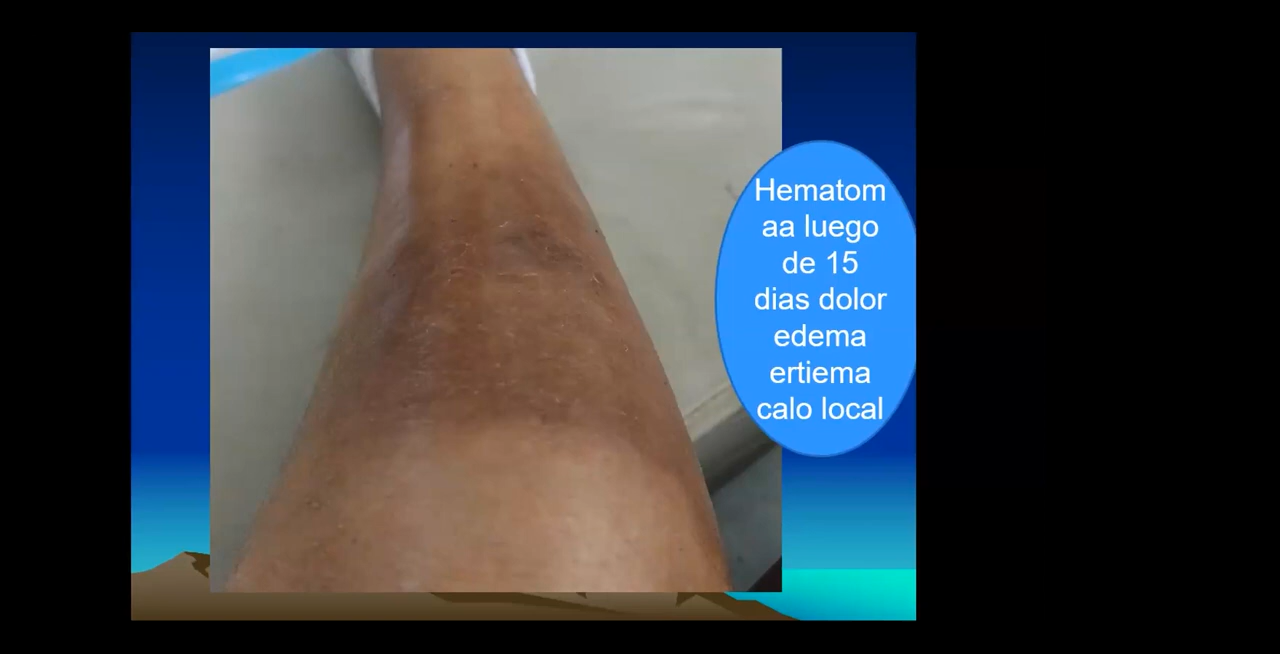 Hematom
aa luego
de 15
dias dolor
edema
ertiema
calo local